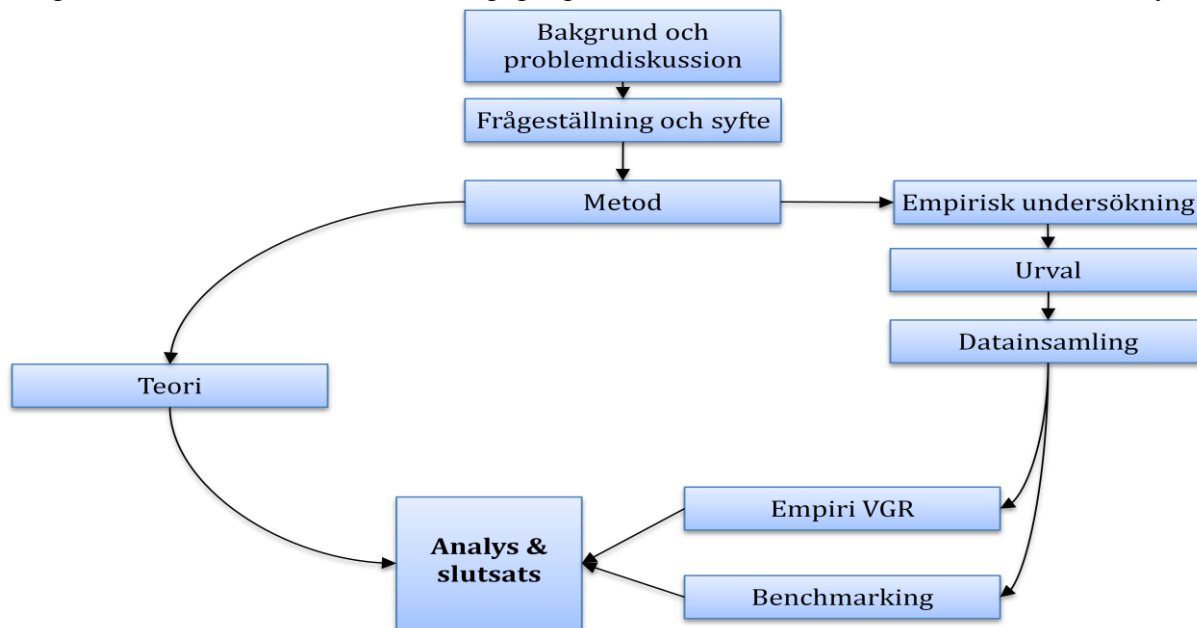 Bakgrund och
problemdiskussion
Frågeställning och syfte
Metod
Empirisk undersökning
Urval
Datainsamling
Teori
Empiri VGR
Analys &
slutsats
Benchmarking